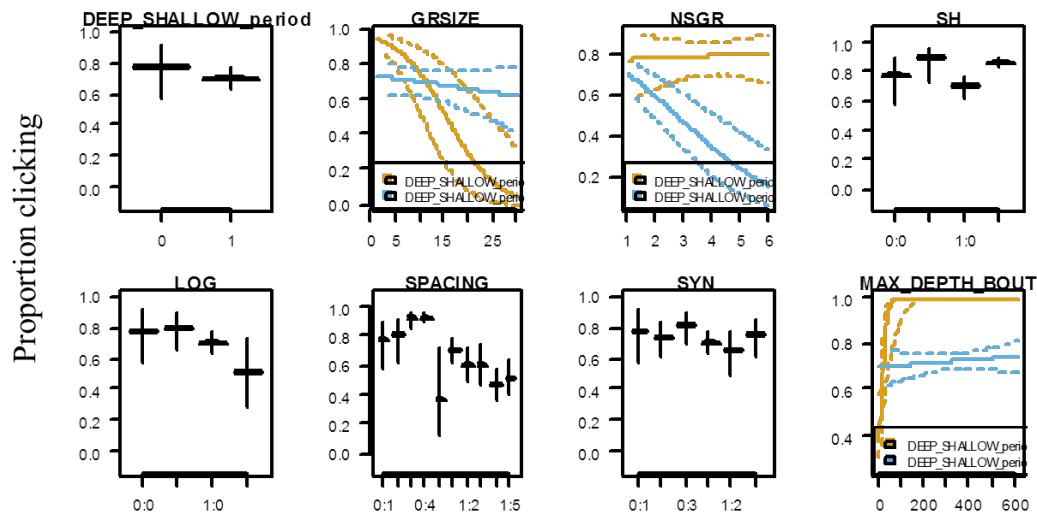 Proportion clicking
DEEP_SHALLOW_period
1.0
0.8
0.6
0.4
0.2
0.0
0 1
GRSIZE
1.0
0.8
0.6
0.4
0.2
0.0
DEEP_SHALLOW_perio
DEEP_SHALLOW_perio
0 5 15 25
NSGR
0.8
0.6
0.4
0.2
DEEP_SHALLOW_perio
DEEP_SHALLOW_perio
1 2 3 4 5 6
SH
1.0
0.8
0.6
0.4
0.2
0.0
0:0 1:0
LOG
1.0
0.8
0.6
0.4
0.2
0.0
0:0 1:0
SPACING
1.0
0.8
0.6
0.4
0.2
0.0
0:1 0:4 1:2 1:5
SYN
1.0
0.8
0.6
0.4
0.2
0.0
0:1 0:3 1:2
MAX_DEPTH_BOUT
1.0
0.8
0.6
0.4
DEEP_SHALLOW_perio
DEEP_SHALLOW_perio
0 200 400 600